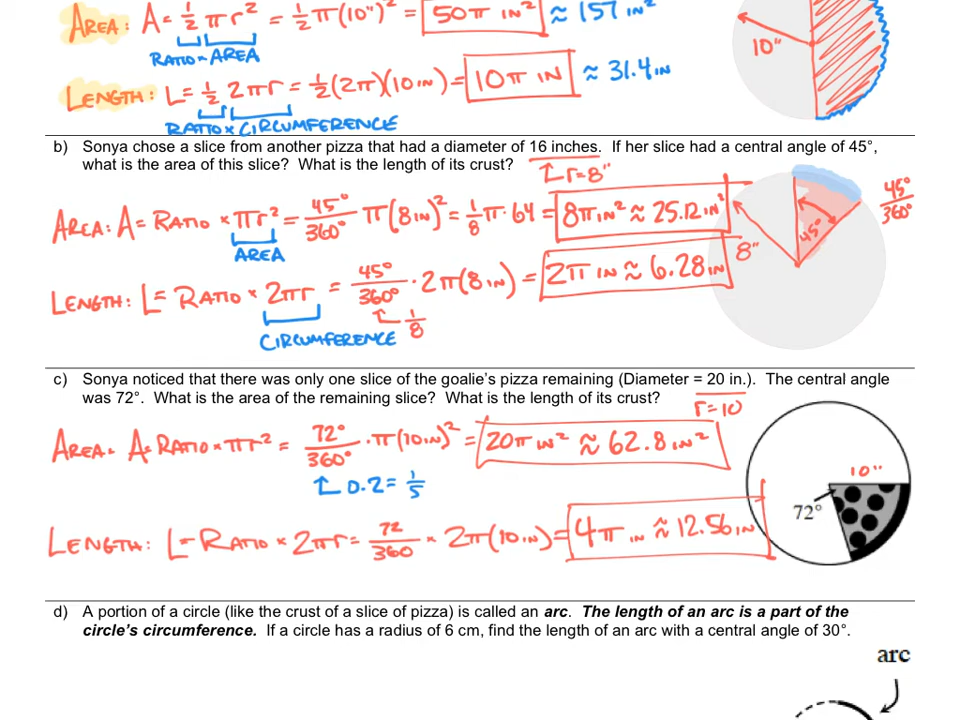 AREA: A = 1/2 πr² = 1/2 π(10")² = 50π IN² ≈ 157 IN²
RATIO × AREA
10"
LENGTH: L = 1/2 2πr = 1/2 (2π)(10 IN) = 10π IN ≈ 31.4 IN
RATIO × CIRCUMFERENCE
b) Sonya chose a slice from another pizza that had a diameter of 16 inches. If her slice had a central angle of 45°,
what is the area of this slice? What is the length of its crust?
↑ r=8"
AREA: A = RATIO × πr² = 45°/360° π(8 IN)² = 1/8 π · 64 = 8π IN² ≈ 25.12 IN²
AREA
8"
45°
45°/360°
LENGTH: L = RATIO × 2πr = 45°/360° · 2π(8 IN) = 2π IN ≈ 6.28 IN
↑ 1/8
CIRCUMFERENCE
c) Sonya noticed that there was only one slice of the goalie's pizza remaining (Diameter = 20 in.). The central angle
was 72°. What is the area of the remaining slice? What is the length of its crust?
r=10
AREA: A = RATIO × πr² = 72°/360° · π(10 IN)² = 20π IN² ≈ 62.8 IN²
↑ 0.2 = 1/5
10"
72°
LENGTH: L = RATIO × 2πr = 72/360 × 2π(10 IN) = 4π IN ≈ 12.56 IN
d) A portion of a circle (like the crust of a slice of pizza) is called an arc. The length of an arc is a part of the
circle's circumference. If a circle has a radius of 6 cm, find the length of an arc with a central angle of 30°.
arc